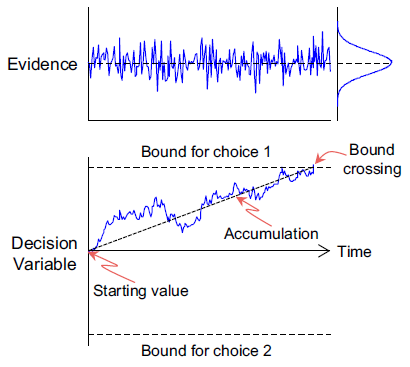 Evidence
Bound for choice 1
Bound
crossing
Decision
Variable
Accumulation
Time
Starting value
Bound for choice 2